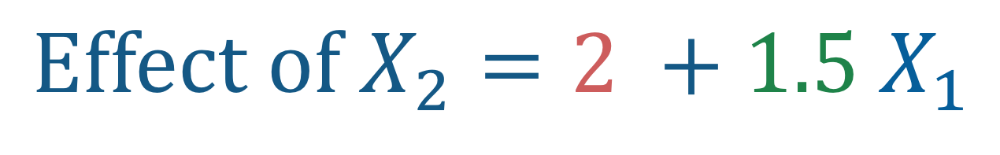 Effect of X₂ = 2 + 1.5 X₁